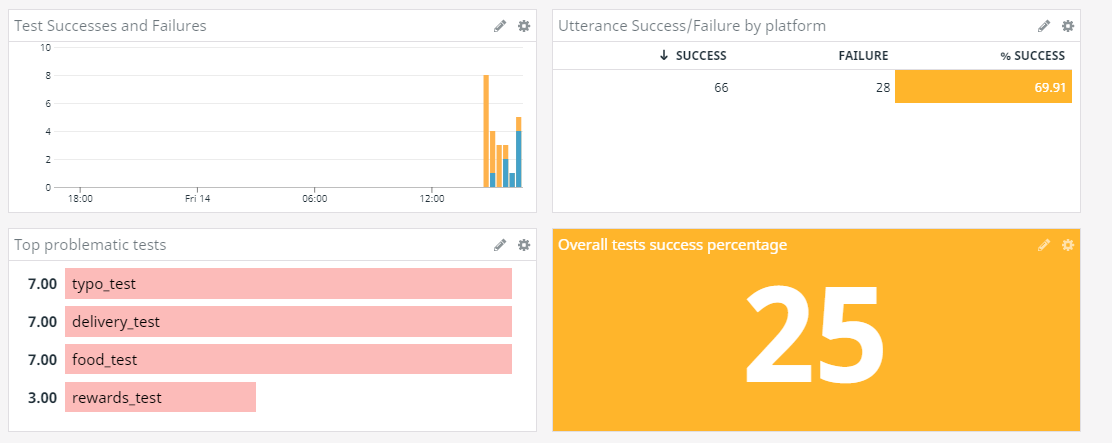 Test Successes and Failures
10
8
6
4
2
0
18:00 Fri 14 06:00 12:00
Utterance Success/Failure by platform
SUCCESS FAILURE % SUCCESS
66 28 69.91
Top problematic tests
7.00 typo_test
7.00 delivery_test
7.00 food_test
3.00 rewards_test
Overall tests success percentage
25